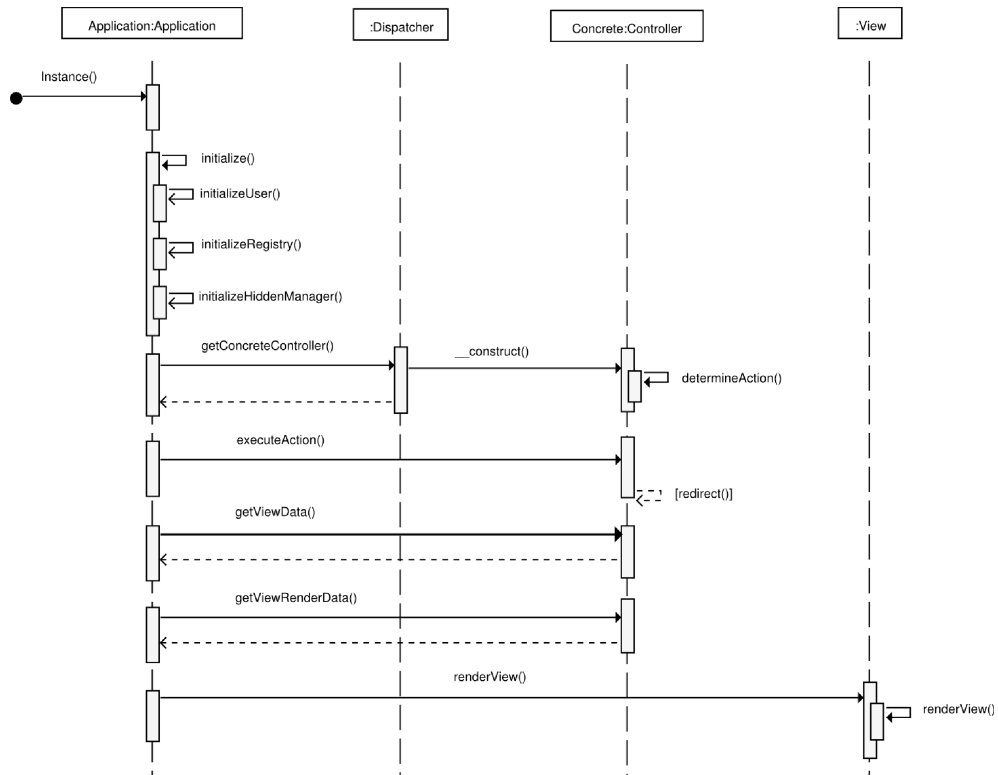 Application:Application
:Dispatcher
Concrete:Controller
:View
Instance()
initialize()
initializeUser()
initializeRegistry()
initializeHiddenManager()
getConcreteController()
__construct()
determineAction()
executeAction()
[redirect()]
getViewData()
getViewRenderData()
renderView()
renderView()